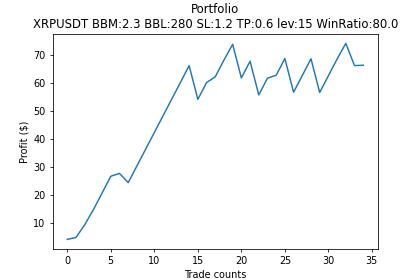 Portfolio
XRPUSDT BBM:2.3 BBL:280 SL:1.2 TP:0.6 lev:15 WinRatio:80.0
70
60
50
40
30
20
10
Profit ($)
0 5 10 15 20 25 30 35
Trade counts